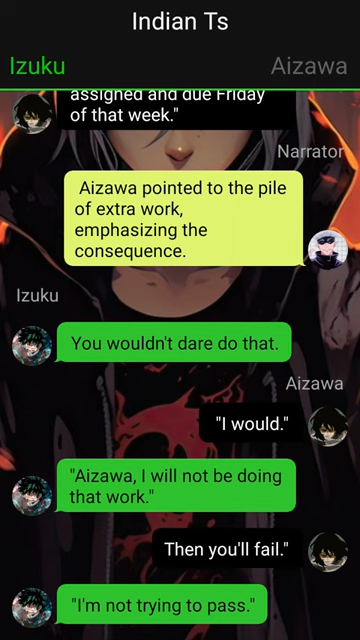 Indian Ts
Izuku Aizawa
assigned and due Friday
of that week."
Narrator
Aizawa pointed to the pile
of extra work,
emphasizing the
consequence.
Izuku
You wouldn't dare do that.
Aizawa
"I would."
"Aizawa, I will not be doing
that work."
Then you'll fail."
"I'm not trying to pass."